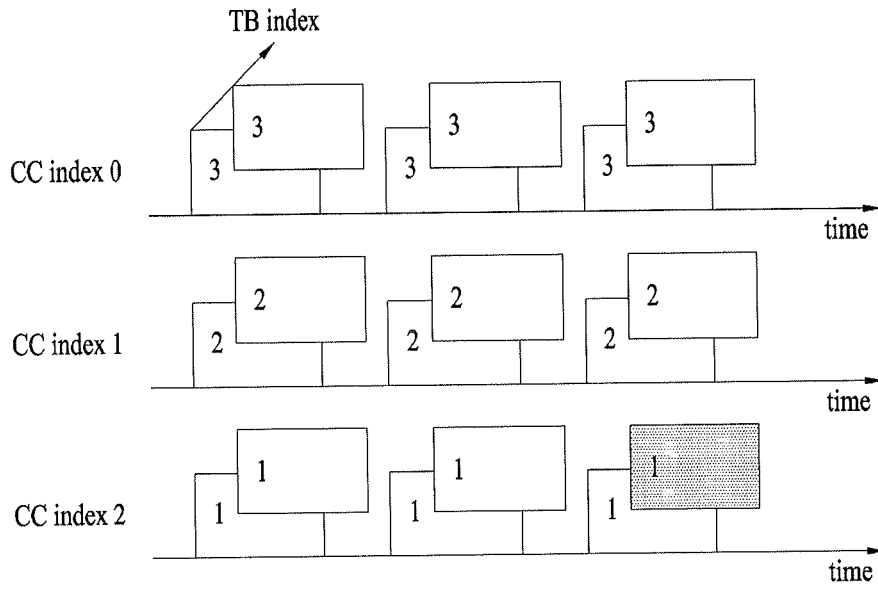 TB index
3 3 3
CC index 0 3 3 3
time
2 2 2
CC index 1 2 2 2
time
1 1 1
CC index 2 1 1 1
time